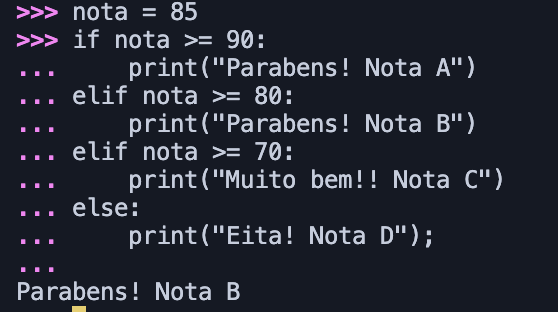 >>> nota = 85
>>> if nota >= 90:
...     print("Parabens! Nota A")
... elif nota >= 80:
...     print("Parabens! Nota B")
... elif nota >= 70:
...     print("Muito bem!! Nota C")
... else:
...     print("Eita! Nota D");
...
Parabens! Nota B